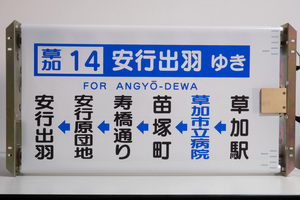 草加 14 安行出羽 ゆき
FOR ANGYŌ-DEWA
草加駅
草加市立病院
苗塚町
寿橋通り
安行原団地
安行出羽